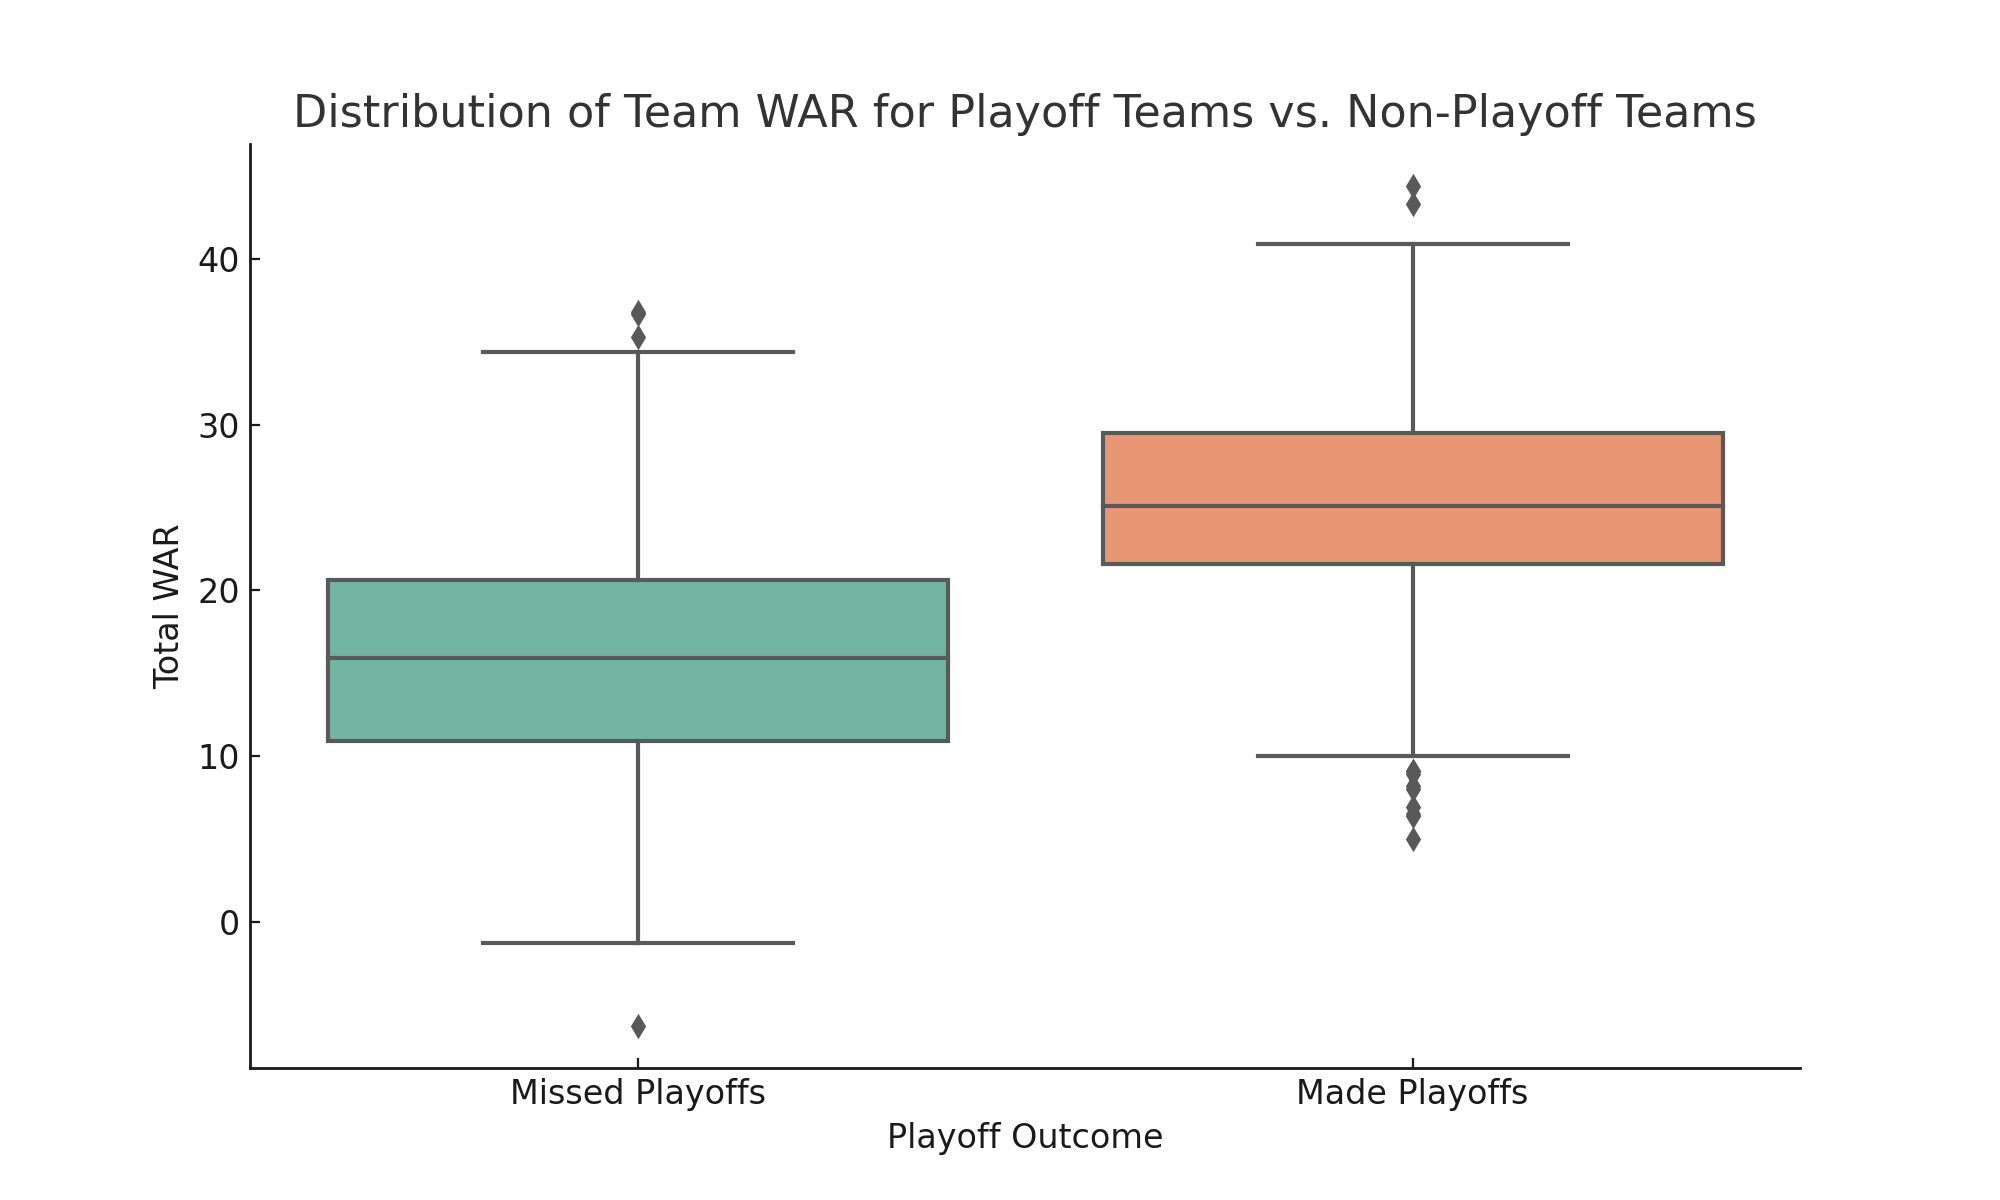 Distribution of Team WAR for Playoff Teams vs. Non-Playoff Teams
Total WAR
40
30
20
10
0
Missed Playoffs
Made Playoffs
Playoff Outcome